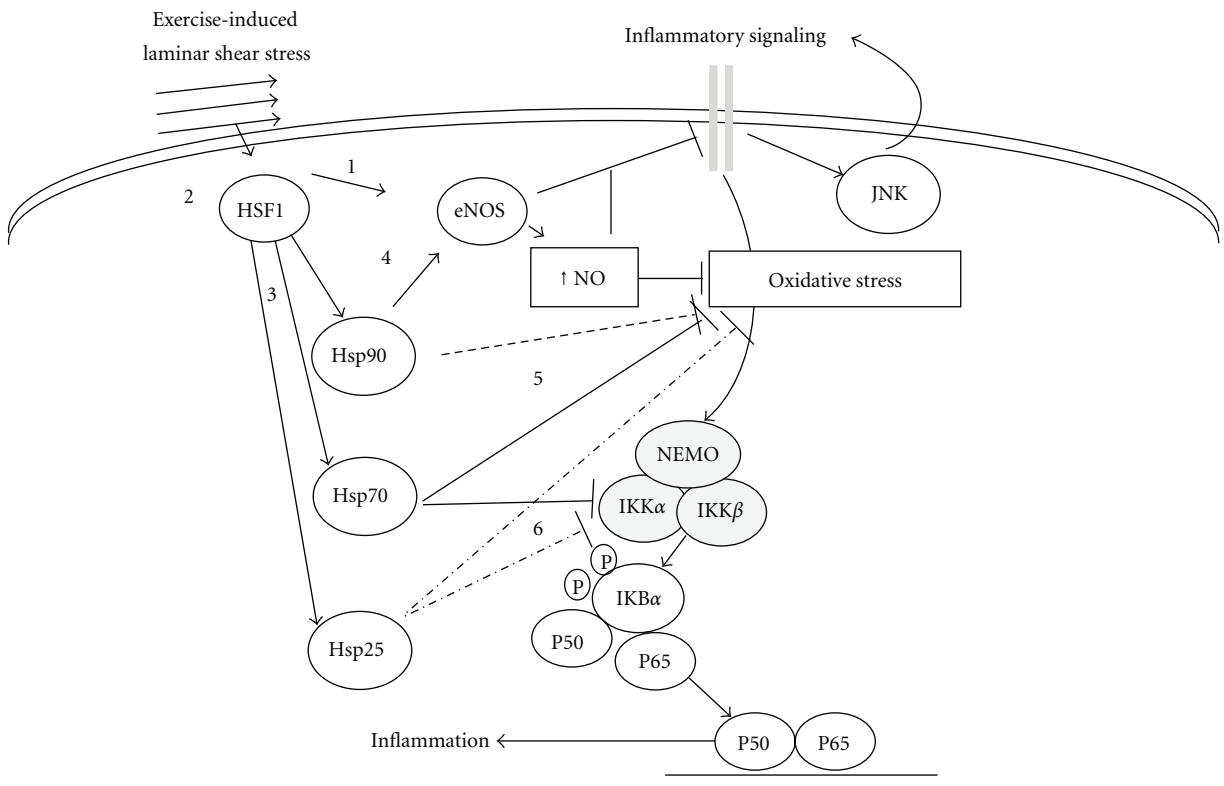 Exercise-induced
laminar shear stress
Inflammatory signaling
1
2
HSF1
eNOS
JNK
4
3
↑ NO
Oxidative stress
Hsp90
5
NEMO
Hsp70
IKKα
IKKβ
6
P
P
IKBα
Hsp25
P50
P65
Inflammation
P50
P65